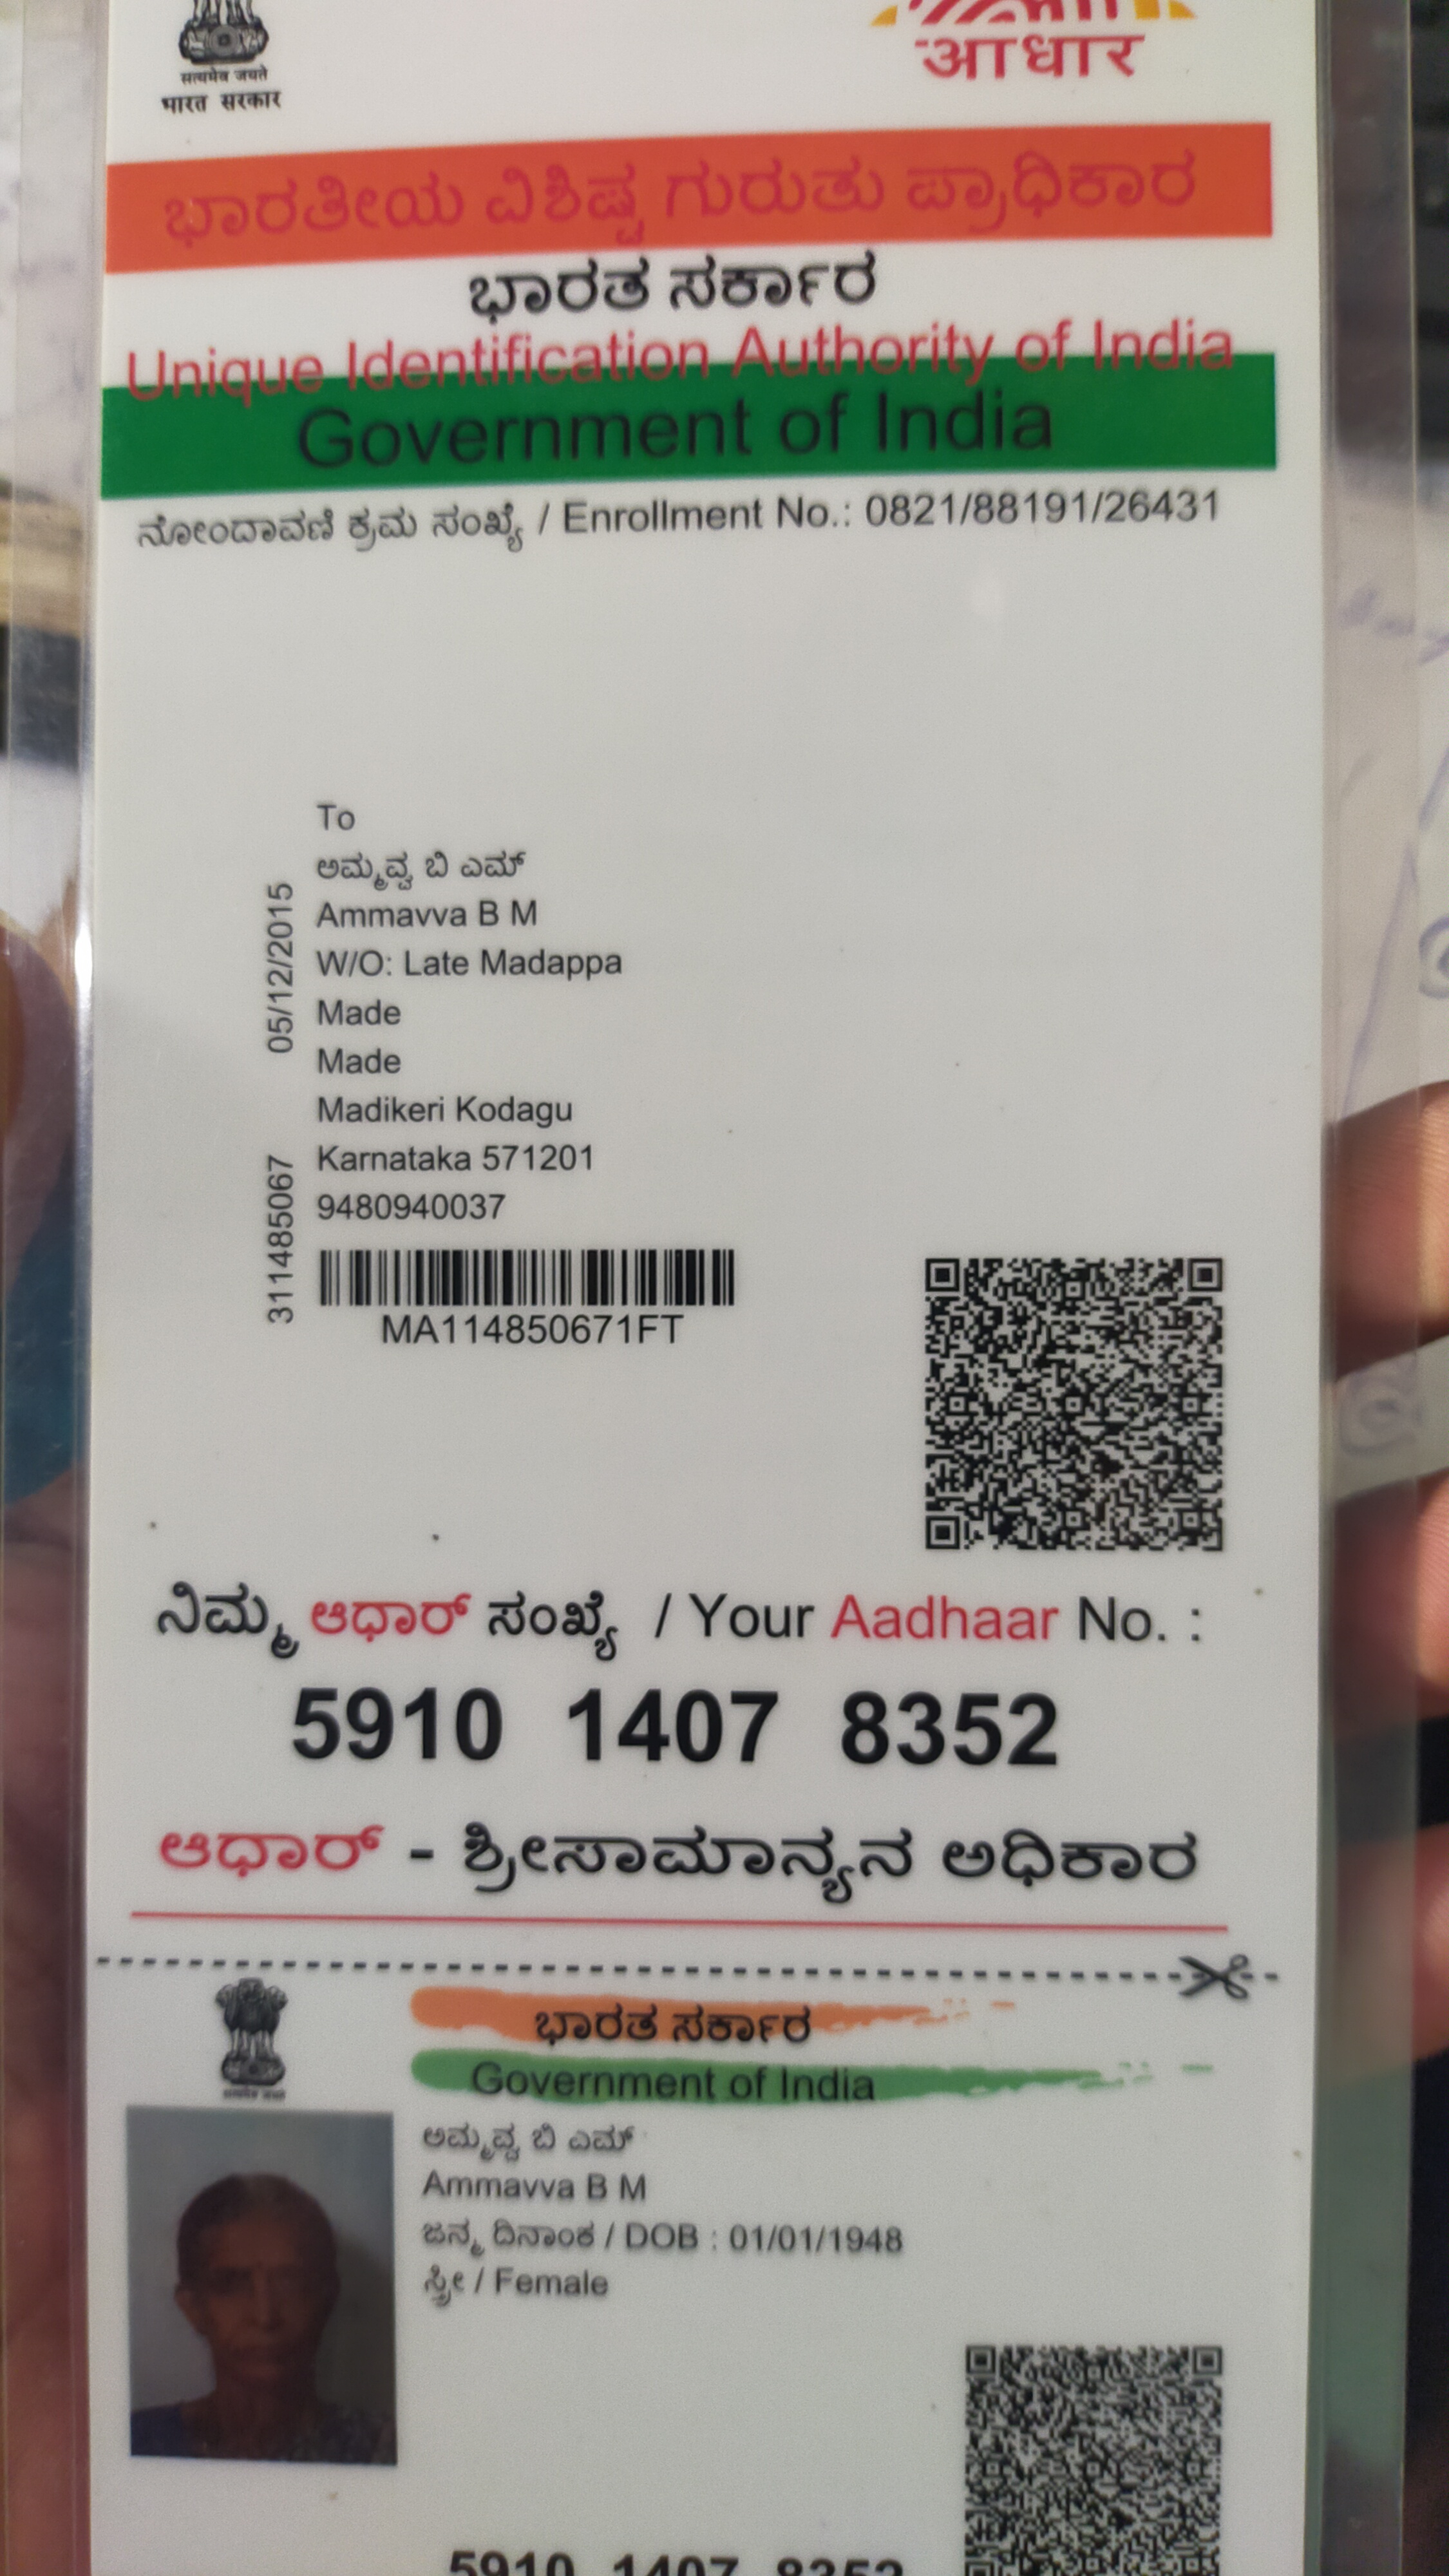 सत्यमेव जयते
भारत सरकार
आधार
ಭಾರತೀಯ ವಿಶಿಷ್ಟ ಗುರುತು ಪ್ರಾಧಿಕಾರ
ಭಾರತ ಸರ್ಕಾರ
Unique Identification Authority of India
Government of India
ನೋಂದಾವಣಿ ಕ್ರಮ ಸಂಖ್ಯೆ / Enrollment No.: 0821/88191/26431
To
ಅಮ್ಮವ್ವ ಬಿ ಎಮ್
Ammavva B M
W/O: Late Madappa
Made
Made
Madikeri Kodagu
Karnataka 571201
9480940037
05/12/2015
311485067
MA114850671FT
ನಿಮ್ಮ ಆಧಾರ್ ಸಂಖ್ಯೆ / Your Aadhaar No. :
5910 1407 8352
ಆಧಾರ್ - ಶ್ರೀಸಾಮಾನ್ಯನ ಅಧಿಕಾರ
ಭಾರತ ಸರ್ಕಾರ
Government of India
ಅಮ್ಮವ್ವ ಬಿ ಎಮ್
Ammavva B M
ಜನ್ಮ ದಿನಾಂಕ / DOB : 01/01/1948
ಸ್ತ್ರೀ / Female
5910 1407 8352